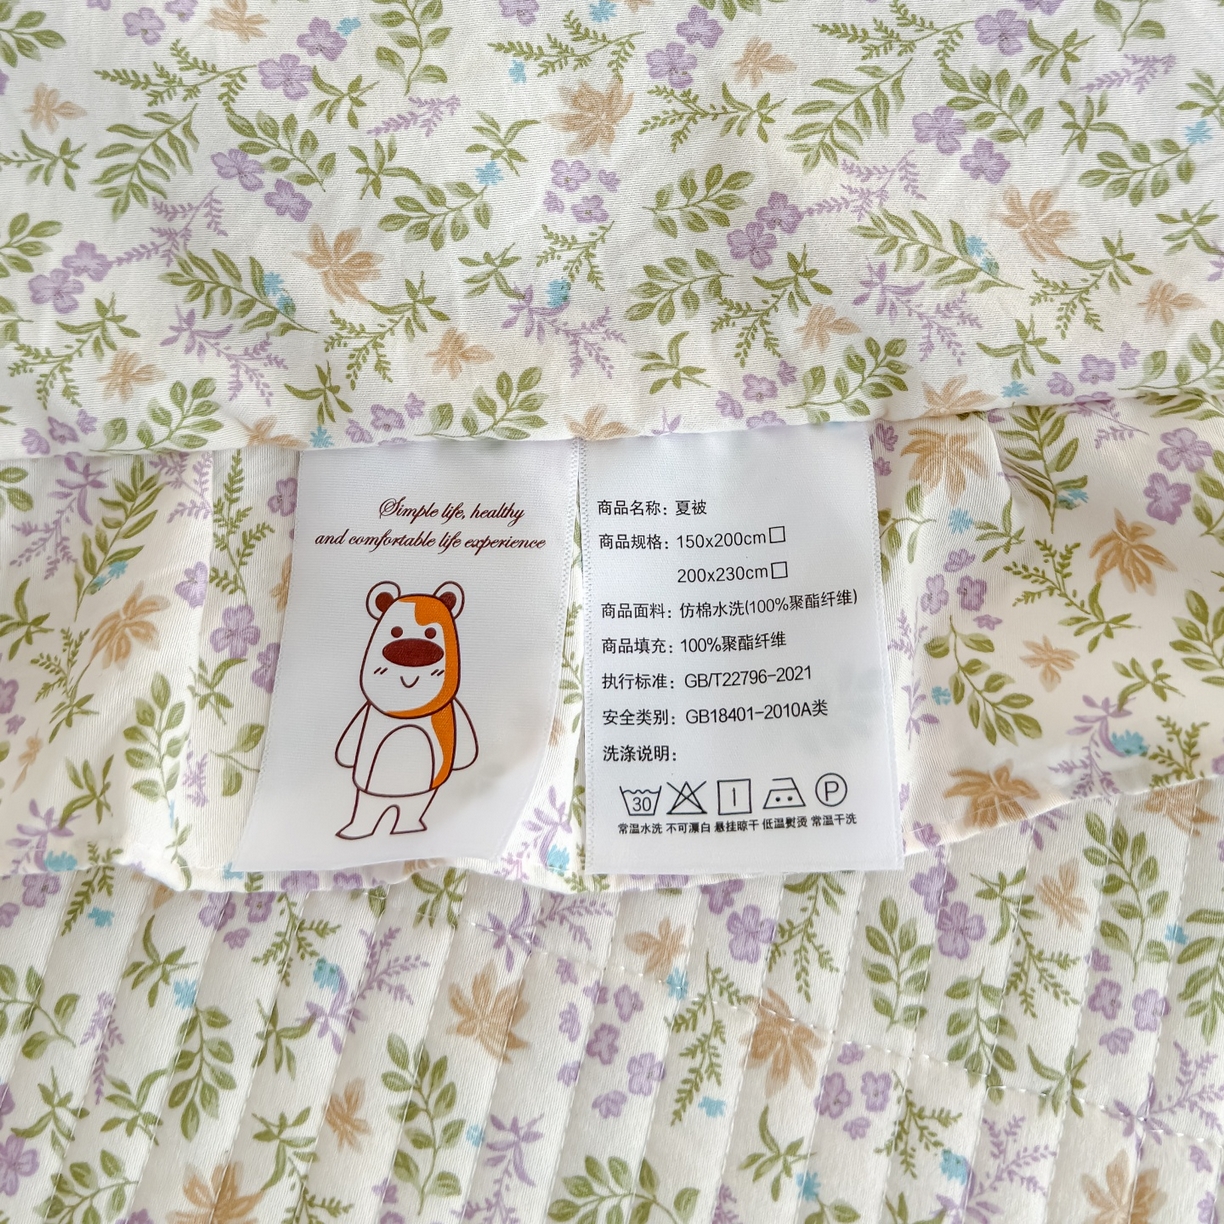 Simple life, healthy
and comfortable life experience
商品名称: 夏被
商品规格: 150x200cm□
200x230cm□
商品面料: 仿棉水洗(100%聚酯纤维)
商品填充: 100%聚酯纤维
执行标准: GB/T22796-2021
安全类别: GB18401-2010A类
洗涤说明:
30 P
常温水洗 不可漂白 悬挂晾干 低温熨烫 常温干洗